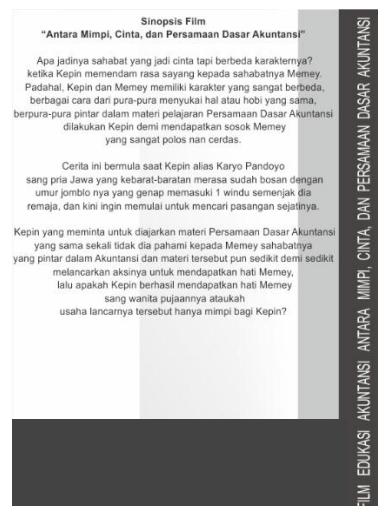 Sinopsis Film
"Antara Mimpi, Cinta, dan Persamaan Dasar Akuntansi"
Apa jadinya sahabat yang jadi cinta tapi berbeda karakternya?
ketika Kepin memendam rasa sayang kepada sahabatnya Memey.
Padahal, Kepin dan Memey memiliki karakter yang sangat berbeda,
berbagai cara dari pura-pura menyukai hal atau hobi yang sama,
berpura-pura pintar dalam materi pelajaran Persamaan Dasar Akuntansi
dilakukan Kepin demi mendapatkan sosok Memey
yang sangat polos nan cerdas.
Cerita ini bermula saat Kepin alias Karyo Pandoyo
sang pria Jawa yang kebarat-baratan merasa sudah bosan dengan
umur jomblo nya yang genap memasuki 1 windu semenjak dia
remaja, dan kini ingin memulai untuk mencari pasangan sejatinya.
Kepin yang meminta untuk diajarkan materi Persamaan Dasar Akuntansi
yang sama sekali tidak dia pahami kepada Memey sahabatnya
yang pintar dalam Akuntansi dan materi tersebut pun sedikit demi sedikit
melancarkan aksinya untuk mendapatkan hati Memey,
lalu apakah Kepin berhasil mendapatkan hati Memey
sang wanita pujaannya ataukah
usaha lancarnya tersebut hanya mimpi bagi Kepin?
FILM EDUKASI AKUNTANSI ANTARA MIMPI, CINTA, DAN PERSAMAAN DASAR AKUNTANSI